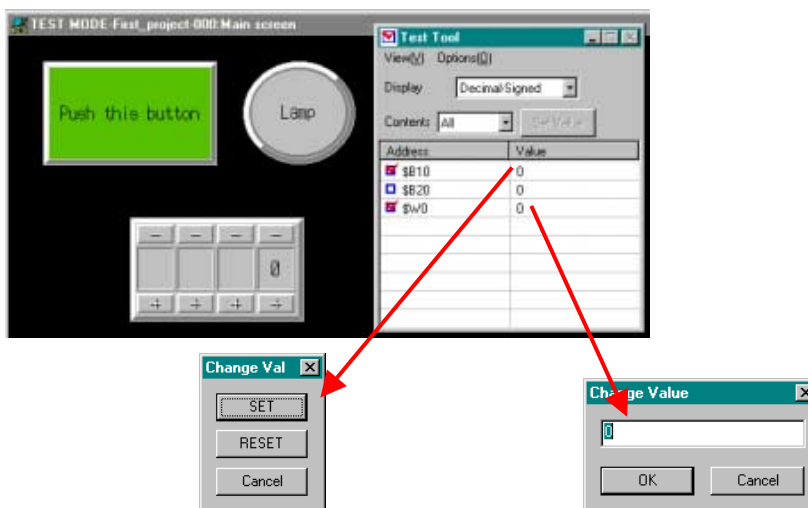 TEST MODE-First_project-000:Main screen
Push this button
Lamp
- - - -
0
+ + + +
Test Tool
View(V) Options(O)
Display Decimal-Signed
Contents All Set Value
Address Value
$B10 0
$B20 0
$W0 0
Change Val
SET
RESET
Cancel
Change Value
0
OK Cancel